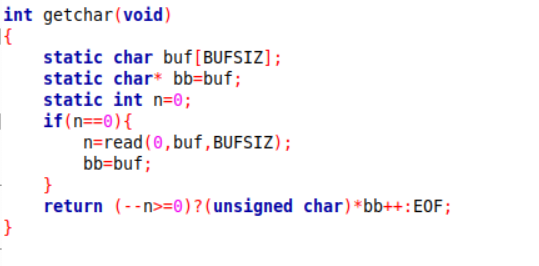 int getchar(void)
{
    static char buf[BUFSIZ];
    static char* bb=buf;
    static int n=0;
    if(n==0){
        n=read(0,buf,BUFSIZ);
        bb=buf;
    }
    return (--n>=0)?(unsigned char)*bb++:EOF;
}